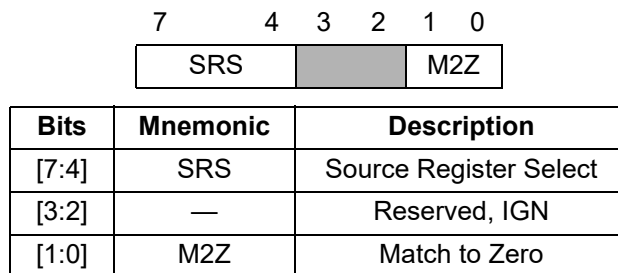 7 4 3 2 1 0
SRS M2Z
Bits Mnemonic Description
[7:4] SRS Source Register Select
[3:2] — Reserved, IGN
[1:0] M2Z Match to Zero